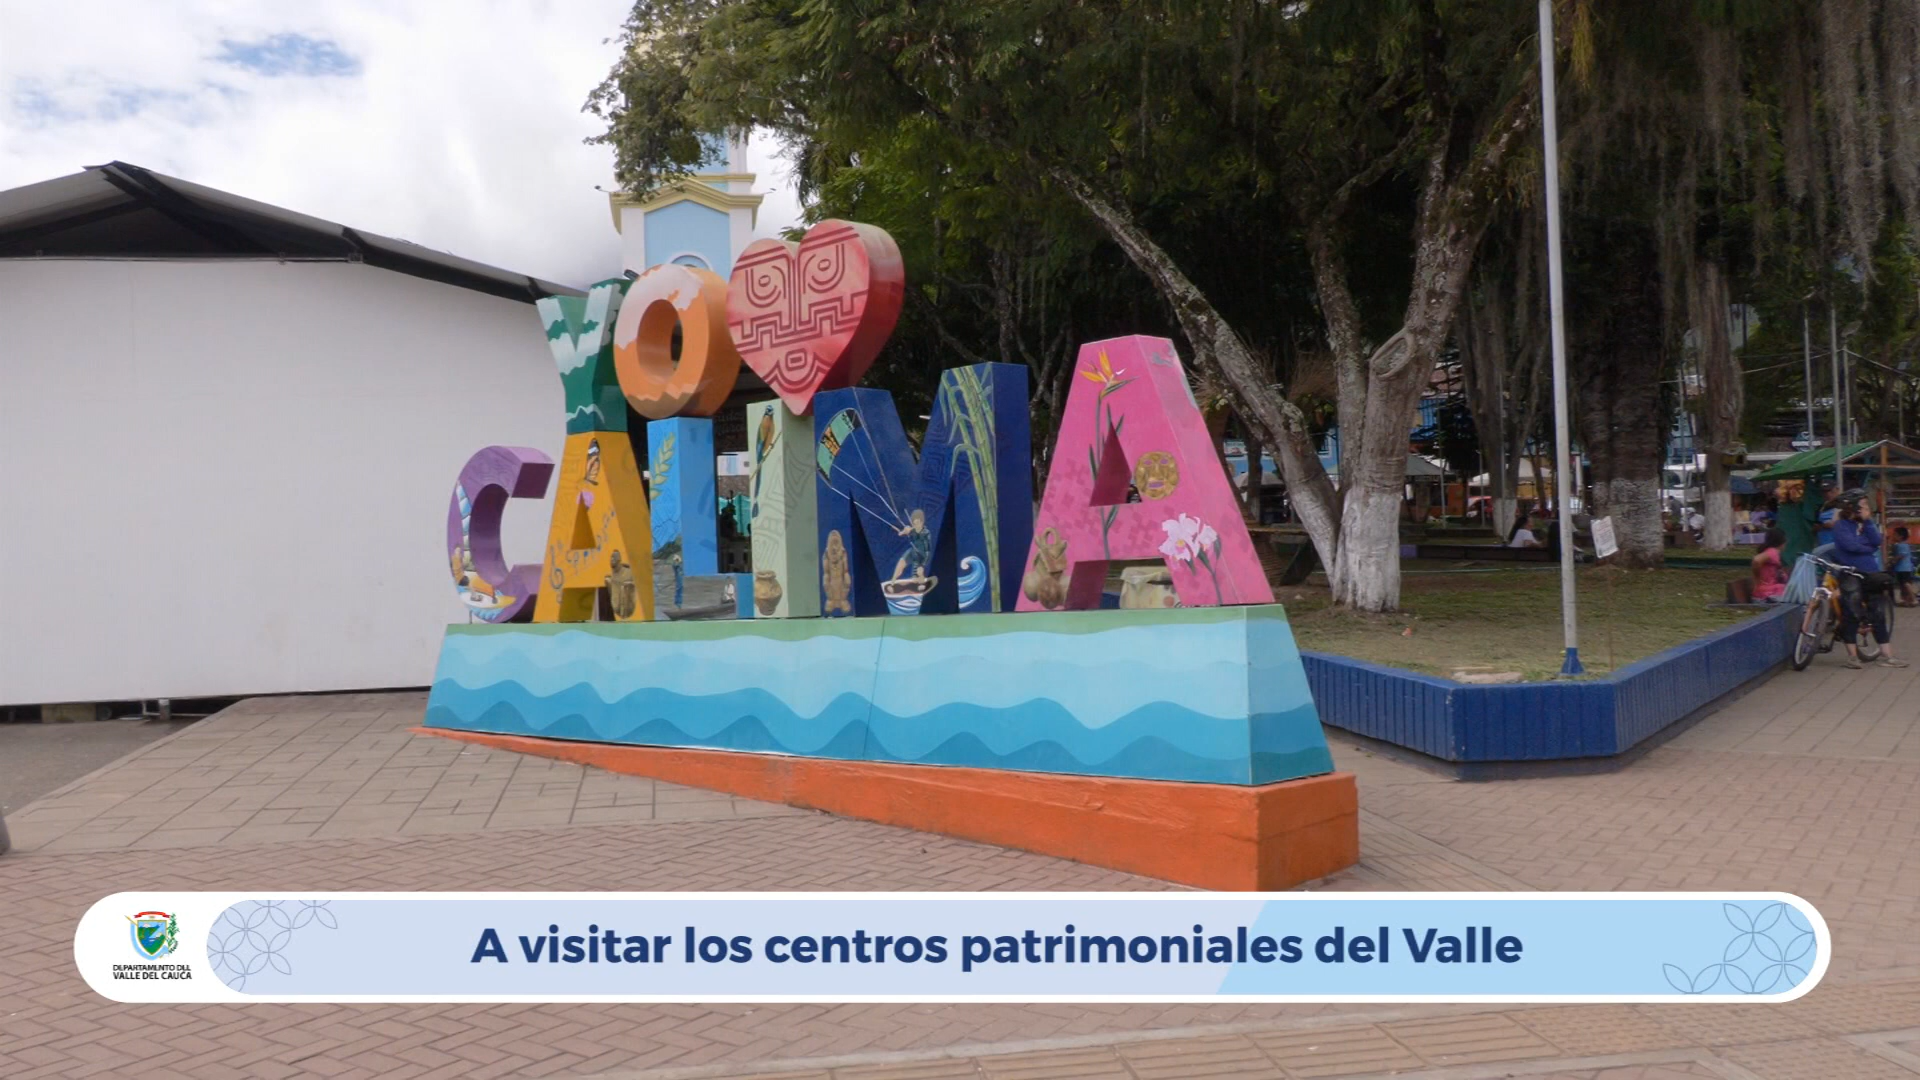 YO
CALIMA
A visitar los centros patrimoniales del Valle
DEPARTAMENTO DEL
VALLE DEL CAUCA